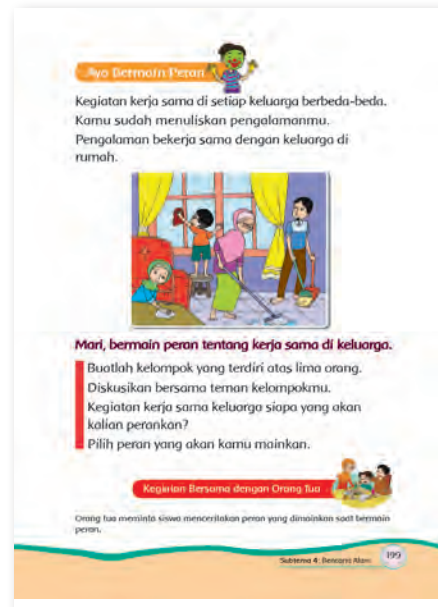 Ayo Bermain Peran
Kegiatan kerja sama di setiap keluarga berbeda-beda.
Kamu sudah menuliskan pengalamanmu.
Pengalaman bekerja sama dengan keluarga di
rumah.
Mari, bermain peran tentang kerja sama di keluarga.
Buatlah kelompok yang terdiri atas lima orang.
Diskusikan bersama teman kelompokmu.
Kegiatan kerja sama keluarga siapa yang akan
kalian perankan?
Pilih peran yang akan kamu mainkan.
Kegiatan Bersama dengan Orang Tua
Orang tua meminta siswa menceritakan peran yang dimainkan saat bermain
peran.
Subtema 4: Bencana Alam
199